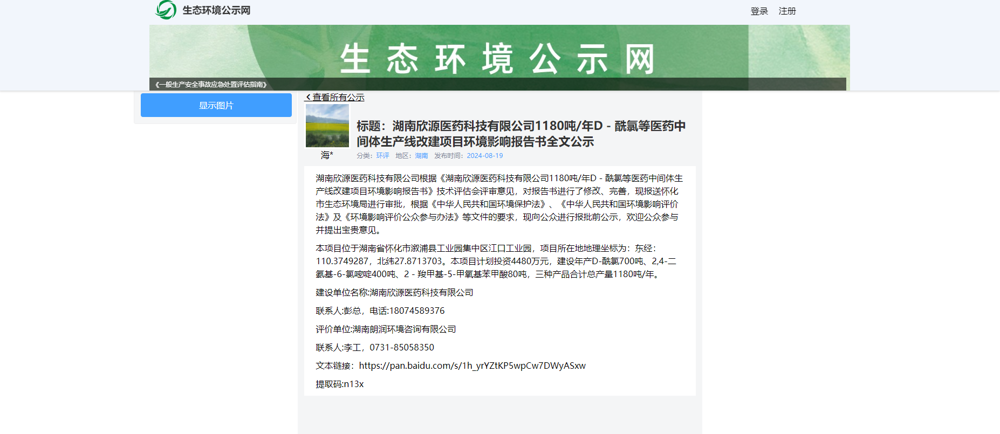 生态环境公示网
登录 注册
生态环境公示网
《一般生产安全事故应急处置评估指南》
显示图片
查看所有公示
标题：湖南欣源医药科技有限公司1180吨/年D－酰氯等医药中
间体生产线改建项目环境影响报告书全文公示
海*
分类：环评 地区：湖南 发布时间：2024-08-19
湖南欣源医药科技有限公司根据《湖南欣源医药科技有限公司1180吨/年D－酰氯等医药中间体生
产线改建项目环境影响报告书》技术评估会评审意见，对报告书进行了修改、完善，现报送怀化
市生态环境局进行审批，根据《中华人民共和国环境保护法》、《中华人民共和国环境影响评价
法》及《环境影响评价公众参与办法》等文件的要求，现向公众进行报批前公示，欢迎公众参与
并提出宝贵意见。
本项目位于湖南省怀化市溆浦县工业园集中区江口工业园，项目所在地地理坐标为：东经：
110.3749287，北纬27.8713703。本项目计划投资4480万元，建设年产D-酰氯700吨、2,4-二
氨基-6-氯嘧啶400吨、2－羧甲基-5-甲氧基苯甲酸80吨，三种产品合计总产量1180吨/年。
建设单位名称:湖南欣源医药科技有限公司
联系人:彭总，电话:18074589376
评价单位:湖南朗润环境咨询有限公司
联系人:李工，0731-85058350
文本链接：https://pan.baidu.com/s/1h_yrYZtKP5wpCw7DWyASxw
提取码:n13x